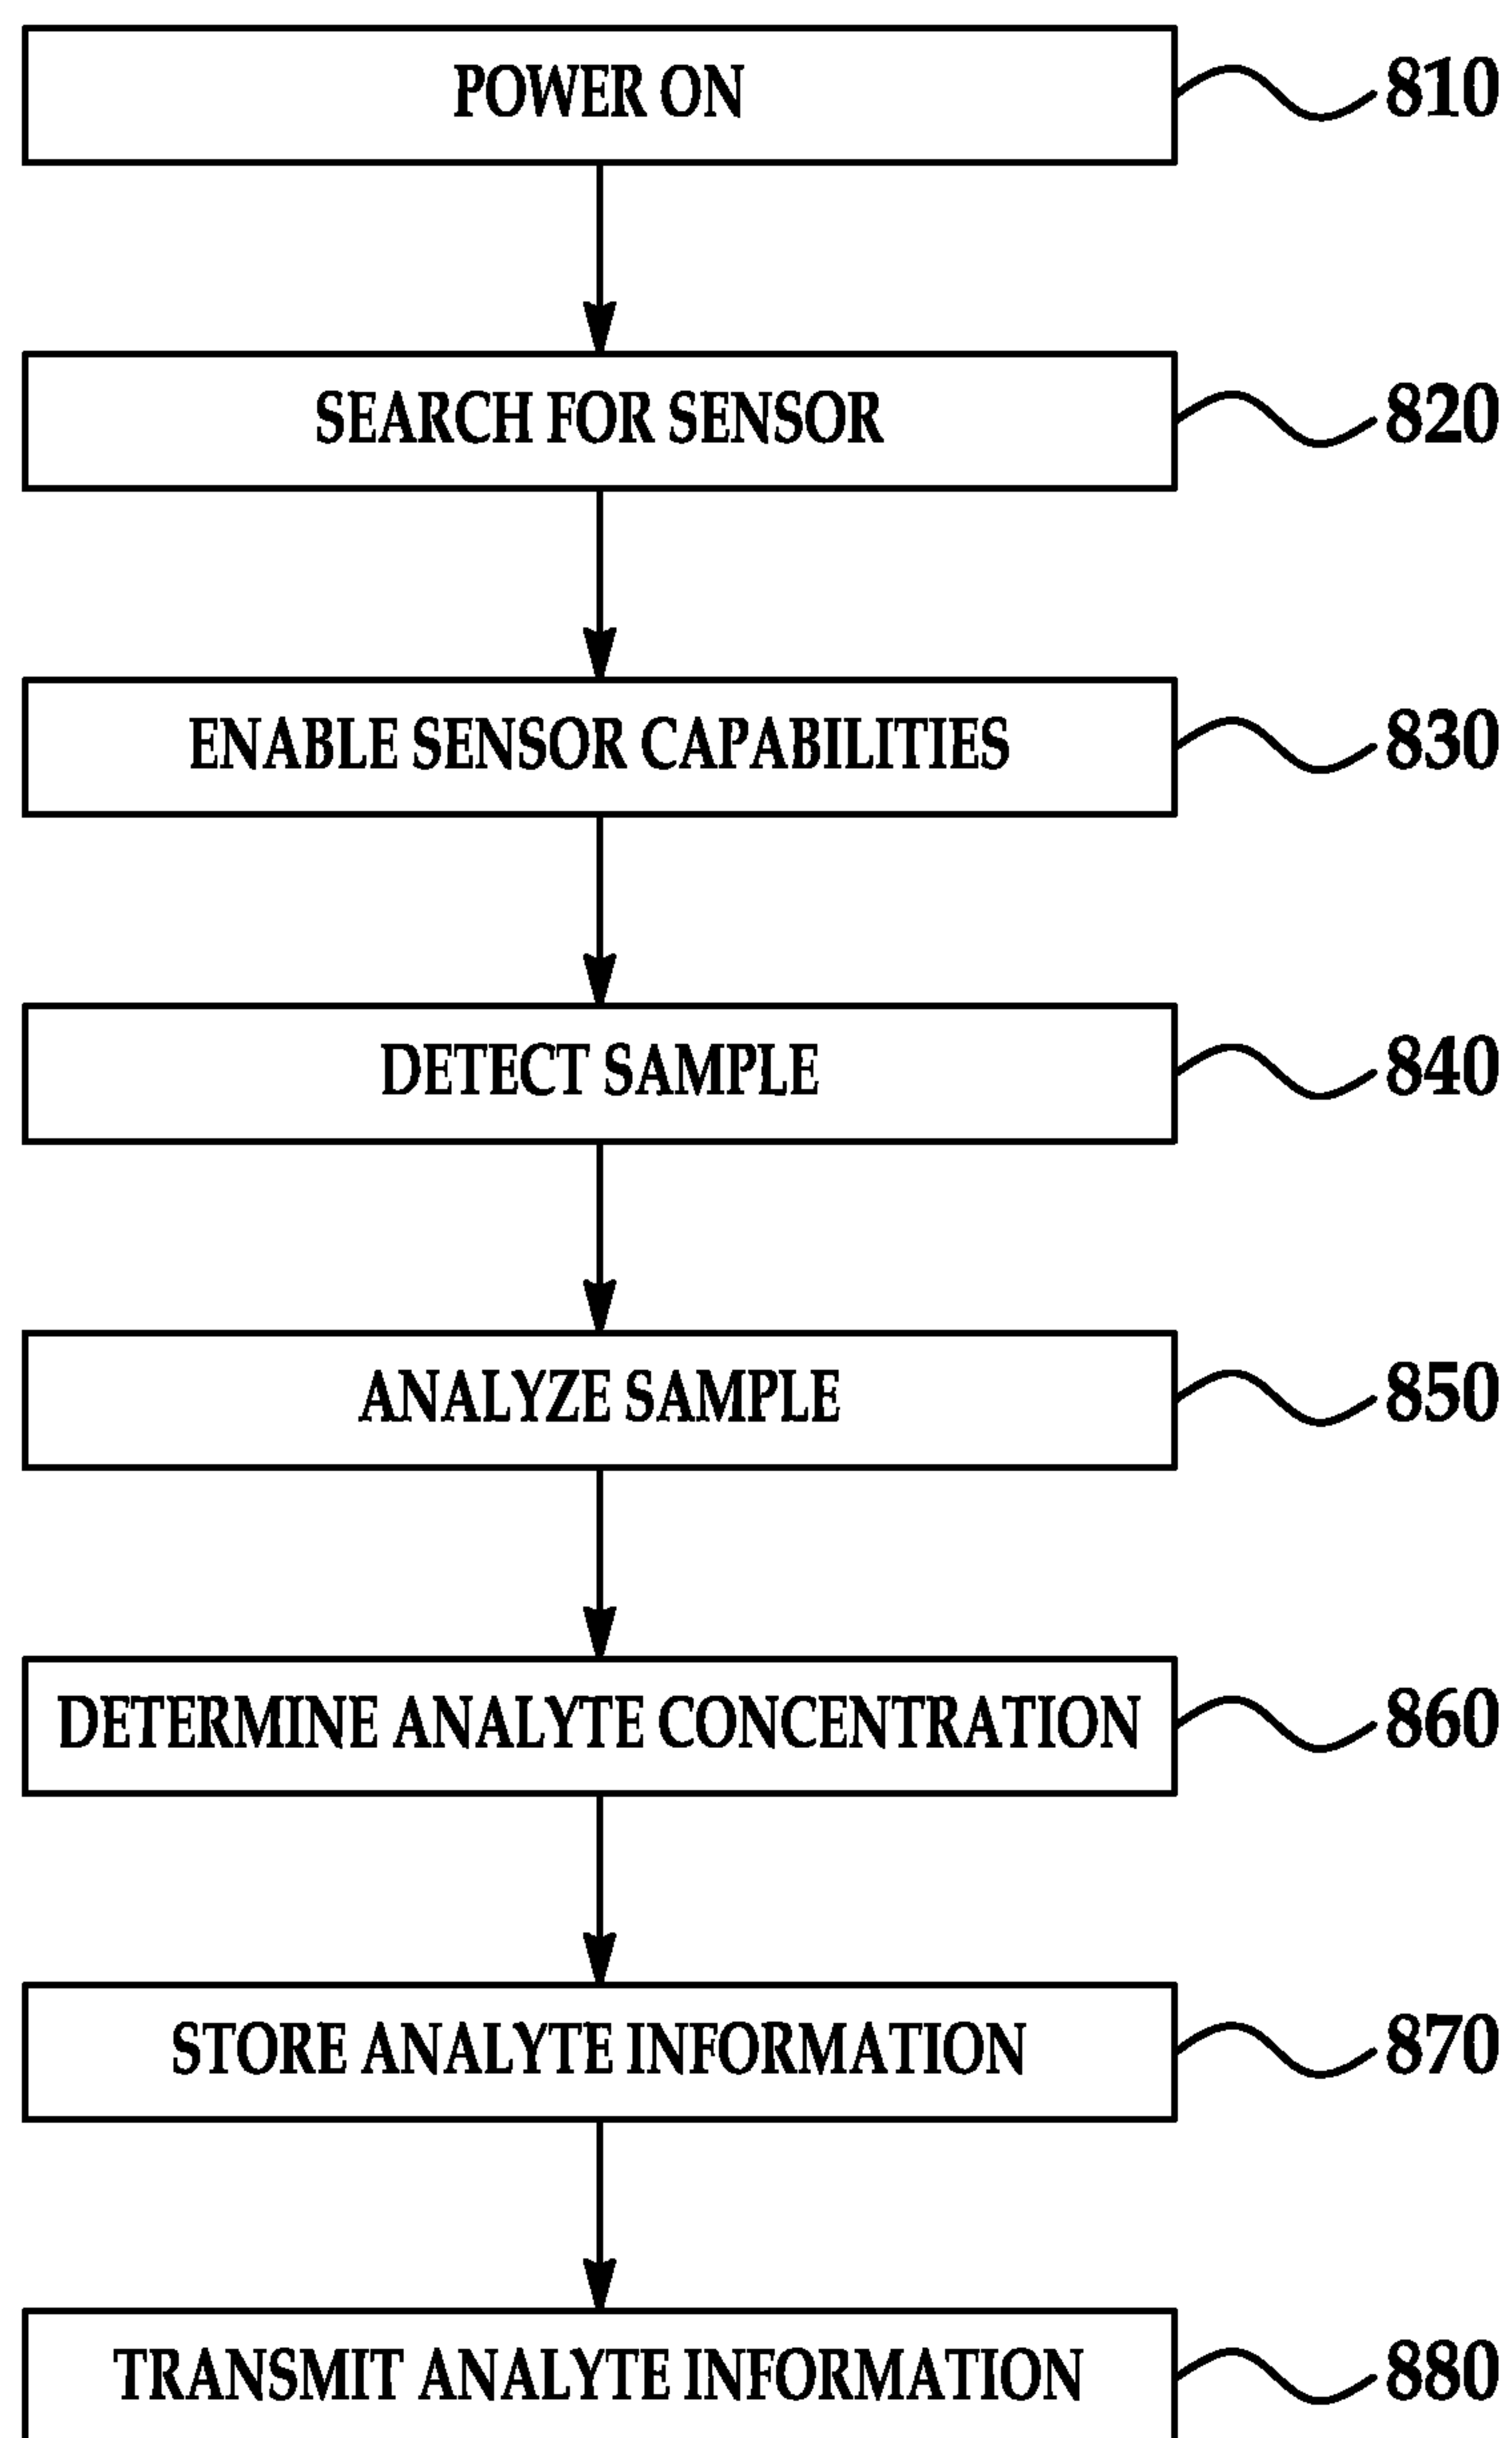 POWER ON 810
SEARCH FOR SENSOR 820
ENABLE SENSOR CAPABILITIES 830
DETECT SAMPLE 840
ANALYZE SAMPLE 850
DETERMINE ANALYTE CONCENTRATION 860
STORE ANALYTE INFORMATION 870
TRANSMIT ANALYTE INFORMATION 880